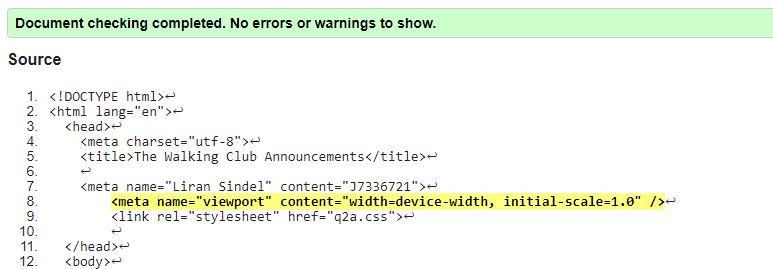 Document checking completed. No errors or warnings to show.
Source
1. <!DOCTYPE html>↩
2. <html lang="en">↩
3. <head>↩
4. <meta charset="utf-8">↩
5. <title>The Walking Club Announcements</title>↩
6. ↩
7. <meta name="Liran Sindel" content="J7336721">↩
8. <meta name="viewport" content="width=device-width, initial-scale=1.0" />↩
9. <link rel="stylesheet" href="q2a.css">↩
10. ↩
11. </head>↩
12. <body>↩